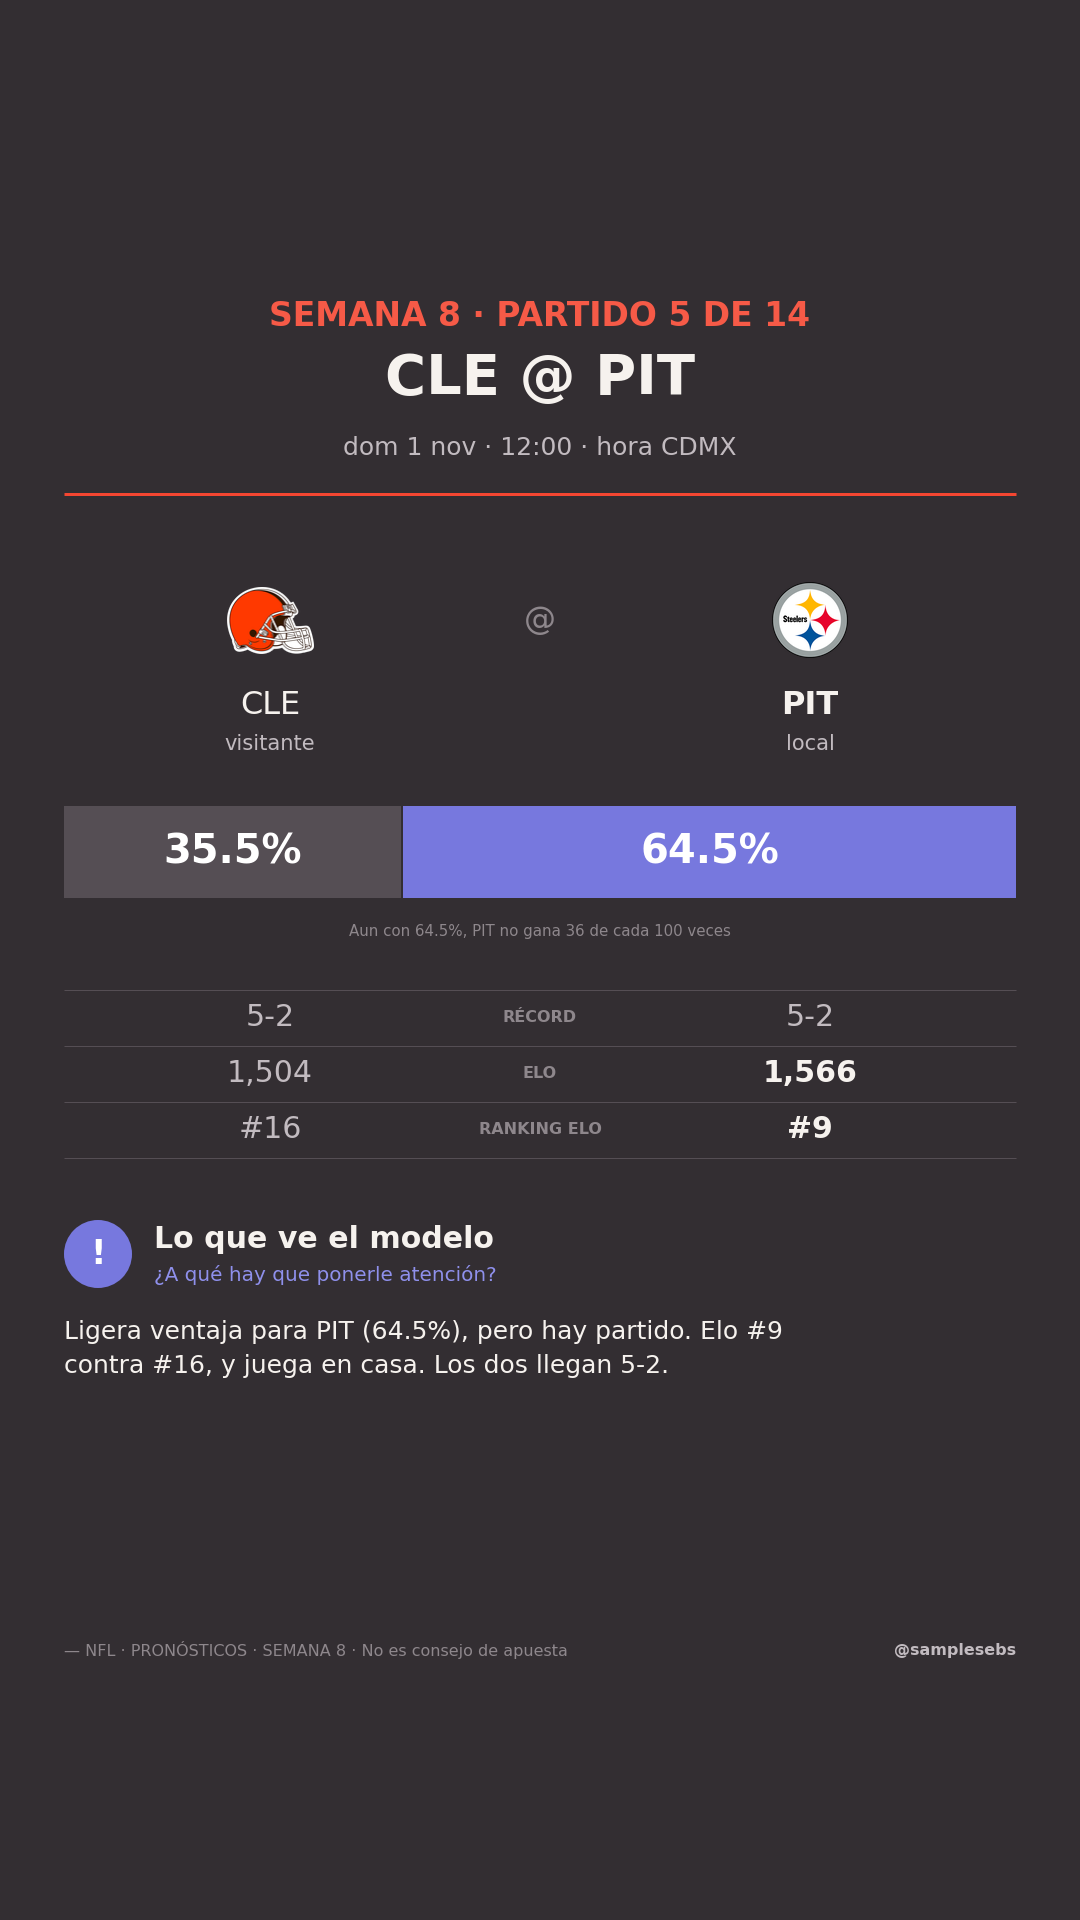 SEMANA 8 · PARTIDO 5 DE 14
CLE @ PIT
dom 1 nov · 12:00 · hora CDMX
@
Steelers
CLE
PIT
visitante
local
35.5%
64.5%
Aun con 64.5%, PIT no gana 36 de cada 100 veces
5-2 RÉCORD 5-2
1,504 ELO 1,566
#16 RANKING ELO #9
!
Lo que ve el modelo
¿A qué hay que ponerle atención?
Ligera ventaja para PIT (64.5%), pero hay partido. Elo #9
contra #16, y juega en casa. Los dos llegan 5-2.
— NFL · PRONÓSTICOS · SEMANA 8 · No es consejo de apuesta
@samplesebs